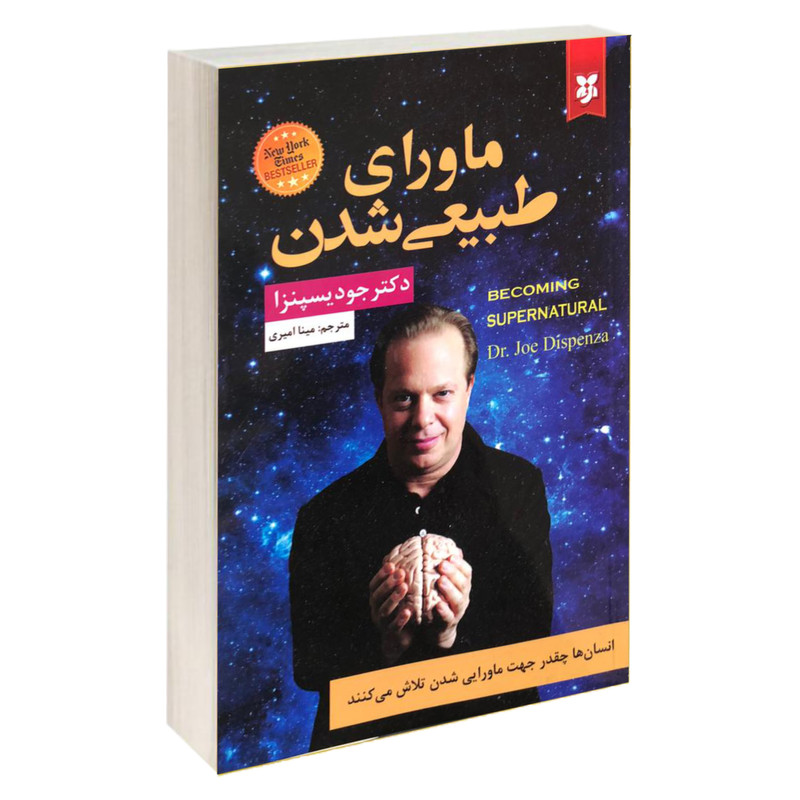 ماورای
طبیعی شدن
New York
Times
BESTSELLER
دکتر جو دیسپنزا
مترجم: مینا امیری
BECOMING
SUPERNATURAL
Dr. Joe Dispenza
انسان‌ها چقدر جهت ماورایی شدن تلاش می‌کنند